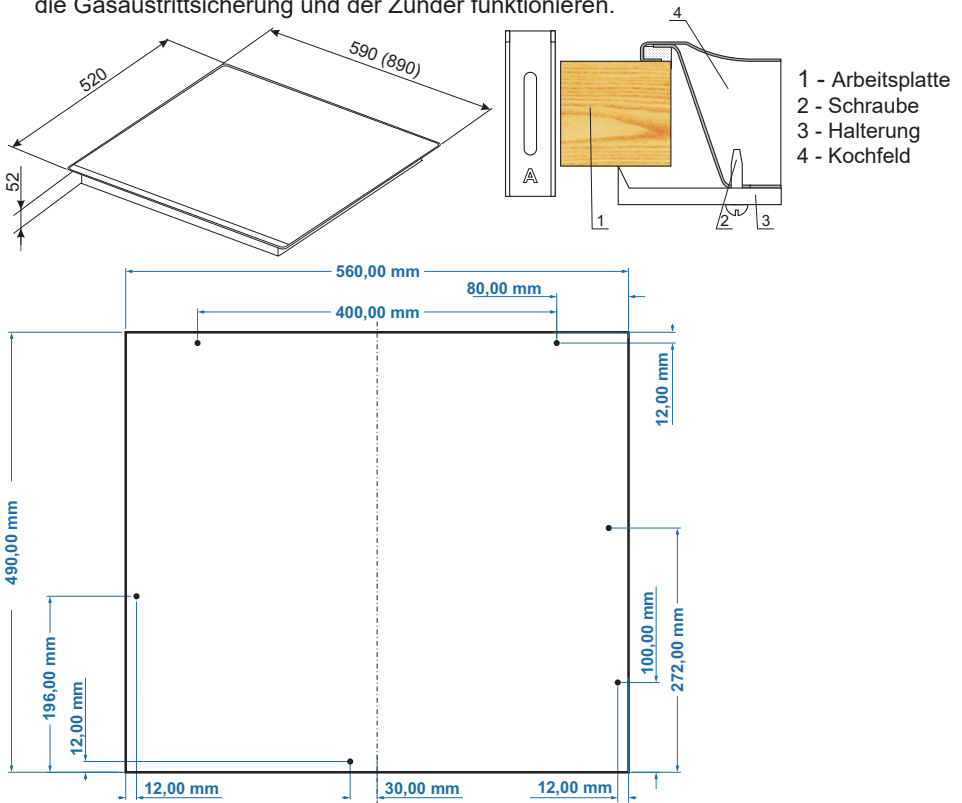 die Gasaustrittsicherung und der Zünder funktionieren.
520
590 (890)
52
4
A
1
2
3
1 - Arbeitsplatte
2 - Schraube
3 - Halterung
4 - Kochfeld
560,00 mm
80,00 mm
400,00 mm
12,00 mm
490,00 mm
196,00 mm
12,00 mm
100,00 mm
272,00 mm
12,00 mm
30,00 mm
12,00 mm